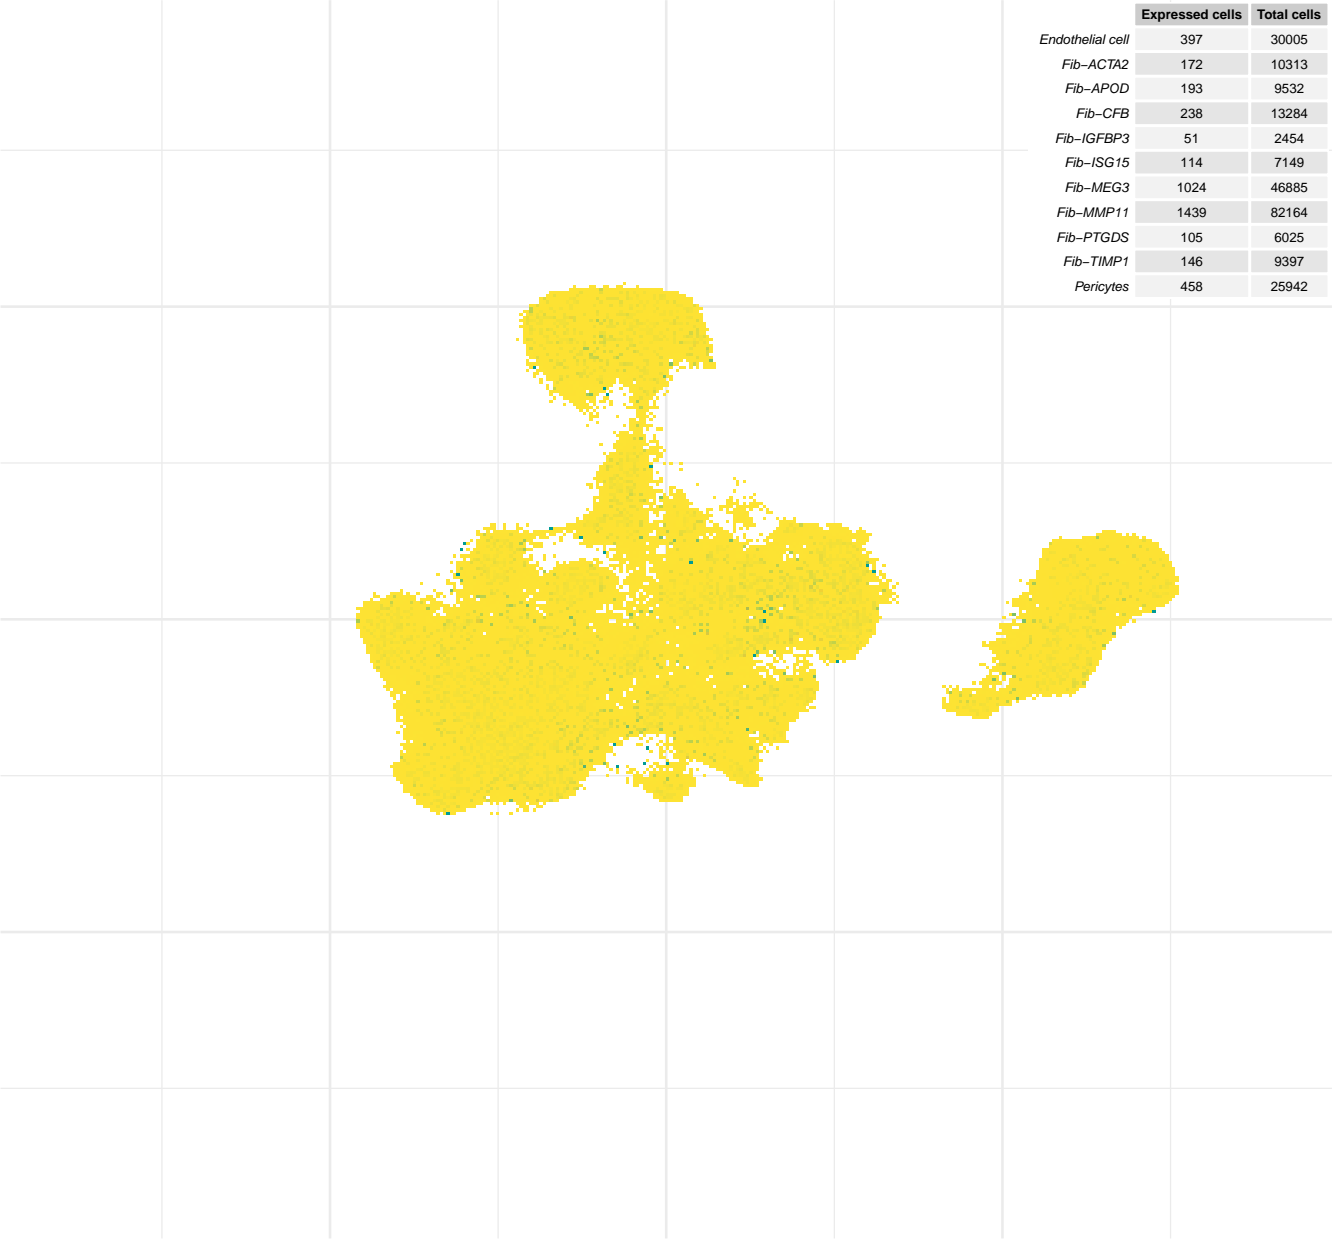 Expressed cells Total cells
Endothelial cell 397 30005
Fib−ACTA2 172 10313
Fib−APOD 193 9532
Fib−CFB 238 13284
Fib−IGFBP3 51 2454
Fib−ISG15 114 7149
Fib−MEG3 1024 46885
Fib−MMP11 1439 82164
Fib−PTGDS 105 6025
Fib−TIMP1 146 9397
Pericytes 458 25942